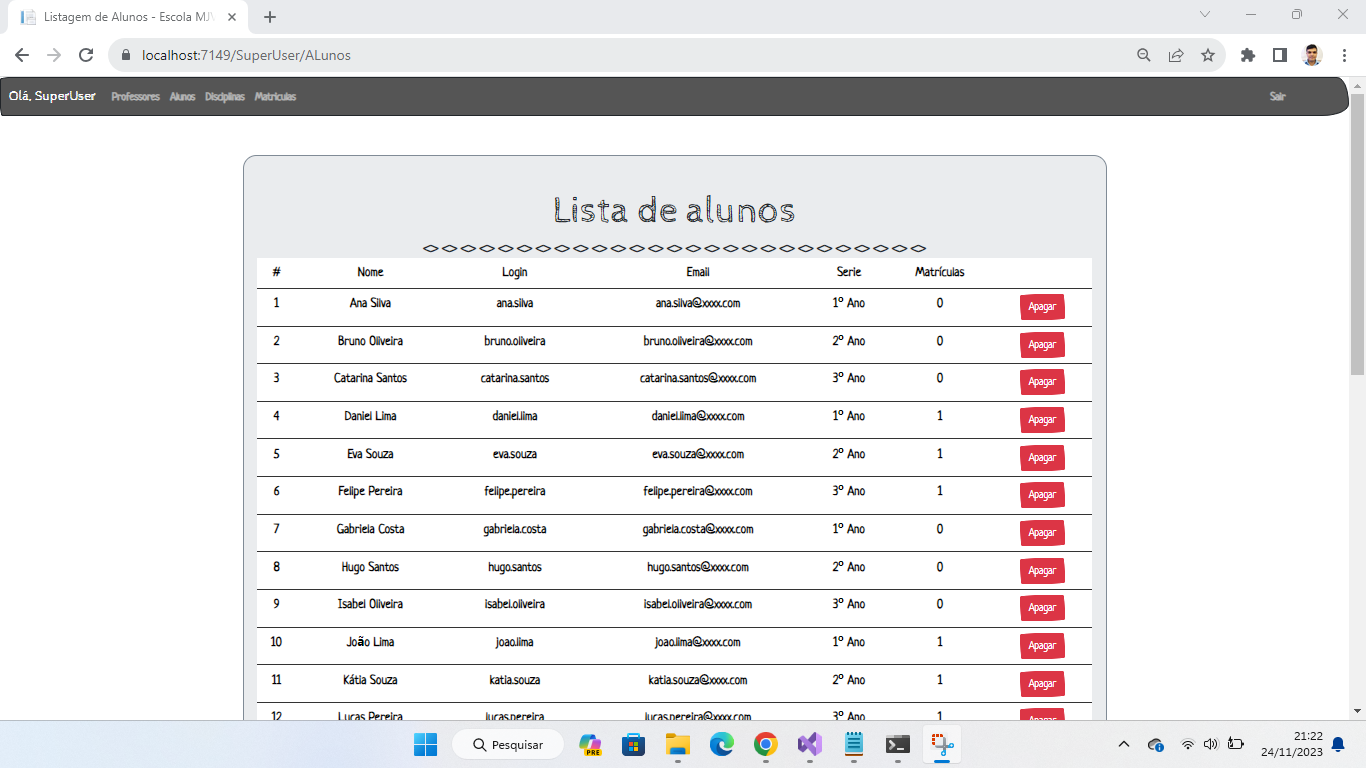 Listagem de Alunos - Escola MJV
localhost:7149/SuperUser/ALunos
Olá, SuperUser Professores Alunos Disciplinas Matriculas Sair
Lista de alunos
# Nome Login Email Serie Matrículas
1 Ana Silva ana.silva ana.silva@xxxx.com 1º Ano 0 Apagar
2 Bruno Oliveira bruno.oliveira bruno.oliveira@xxxx.com 2º Ano 0 Apagar
3 Catarina Santos catarina.santos catarina.santos@xxxx.com 3º Ano 0 Apagar
4 Daniel Lima daniel.lima daniel.lima@xxxx.com 1º Ano 1 Apagar
5 Eva Souza eva.souza eva.souza@xxxx.com 2º Ano 1 Apagar
6 Felipe Pereira felipe.pereira felipe.pereira@xxxx.com 3º Ano 1 Apagar
7 Gabriela Costa gabriela.costa gabriela.costa@xxxx.com 1º Ano 0 Apagar
8 Hugo Santos hugo.santos hugo.santos@xxxx.com 2º Ano 0 Apagar
9 Isabel Oliveira isabel.oliveira isabel.oliveira@xxxx.com 3º Ano 0 Apagar
10 João Lima joao.lima joao.lima@xxxx.com 1º Ano 1 Apagar
11 Kátia Souza katia.souza katia.souza@xxxx.com 2º Ano 1 Apagar
12 Lucas Pereira lucas.pereira lucas.pereira@xxxx.com 3º Ano 1 Apagar
Pesquisar PRE 21:22
24/11/2023